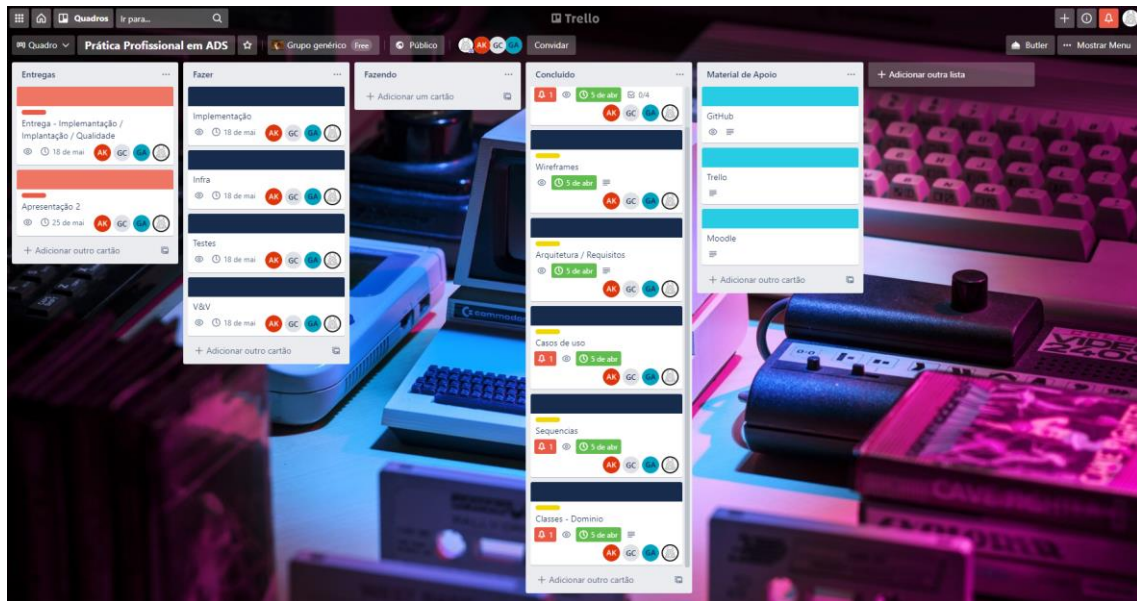 Quadros
Ir para...
Trello
Quadro
Prática Profissional em ADS
Grupo genérico
Free
Público
AK GC GA
Convidar
Butler
Mostrar Menu
Entregas
Entrega - Implemantação /
Implantação / Qualidade
18 de mai AK GC GA
Apresentação 2
25 de mai AK GC GA
+ Adicionar outro cartão
Fazer
Implementação
18 de mai AK GC GA
Infra
18 de mai AK GC GA
Testes
18 de mai AK GC GA
V&V
18 de mai AK GC GA
+ Adicionar outro cartão
Fazendo
+ Adicionar um cartão
Concluído
1 5 de abr 0/4
AK GC GA
Wireframes
5 de abr
AK GC GA
Arquitetura / Requisitos
5 de abr
AK GC GA
Casos de uso
1 5 de abr
AK GC GA
Sequencias
1 5 de abr
AK GC GA
Classes - Dominio
1 5 de abr
AK GC GA
+ Adicionar outro cartão
Material de Apoio
GitHub
Trello
Moodle
+ Adicionar outro cartão
+ Adicionar outra lista